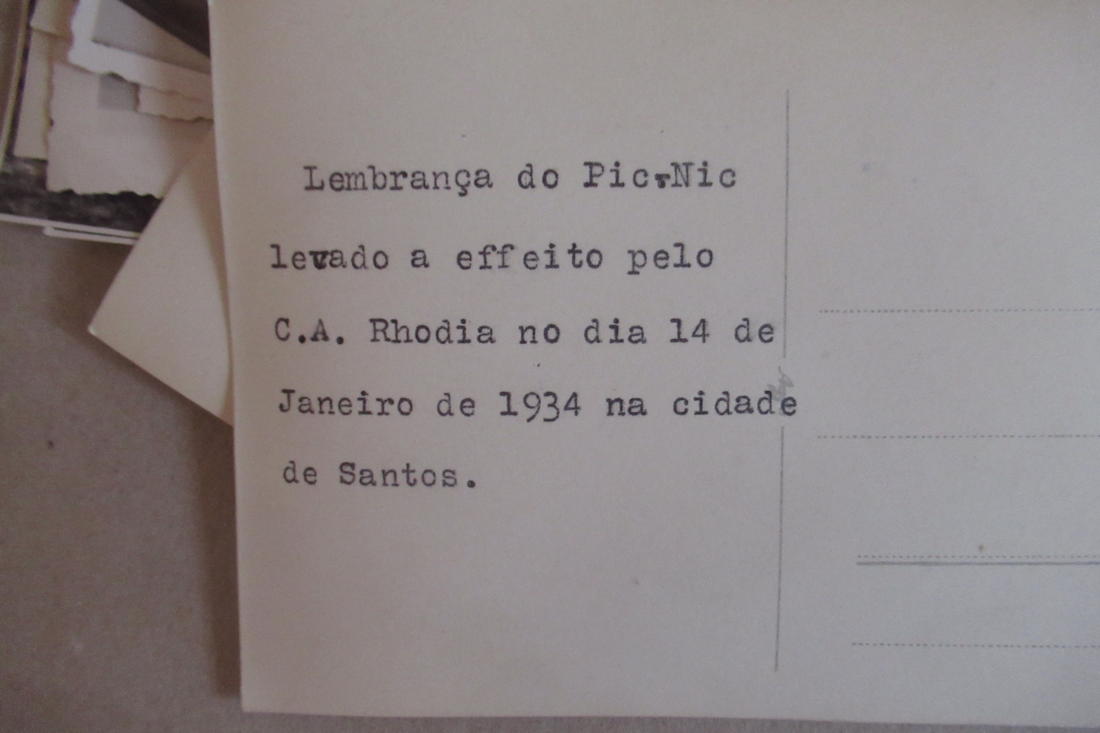 Lembrança do Pic-Nic
levado a effeito pelo
C.A. Rhodia no dia 14 de
Janeiro de 1934 na cidade
de Santos.